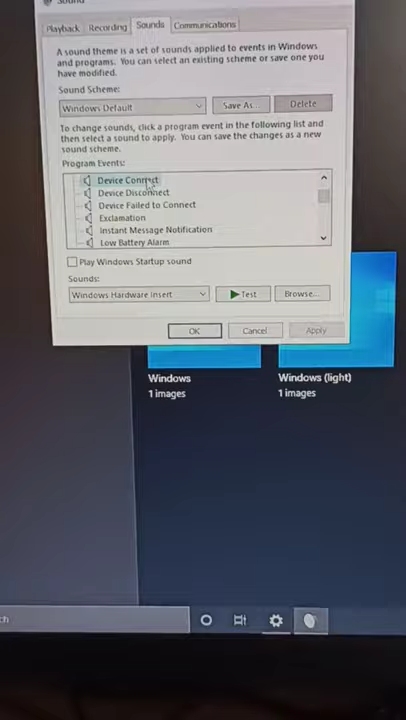 Sound
Playback
Recording
Sounds
Communications
A sound theme is a set of sounds applied to events in Windows
and programs. You can select an existing scheme or save one you
have modified.
Sound Scheme:
Windows Default
Save As...
Delete
To change sounds, click a program event in the following list and
then select a sound to apply. You can save the changes as a new
sound scheme.
Program Events:
Device Connect
Device Disconnect
Device Failed to Connect
Exclamation
Instant Message Notification
Low Battery Alarm
Play Windows Startup sound
Sounds:
Windows Hardware Insert
Test
Browse...
OK
Cancel
Apply
Windows
1 images
Windows (light)
1 images
ch